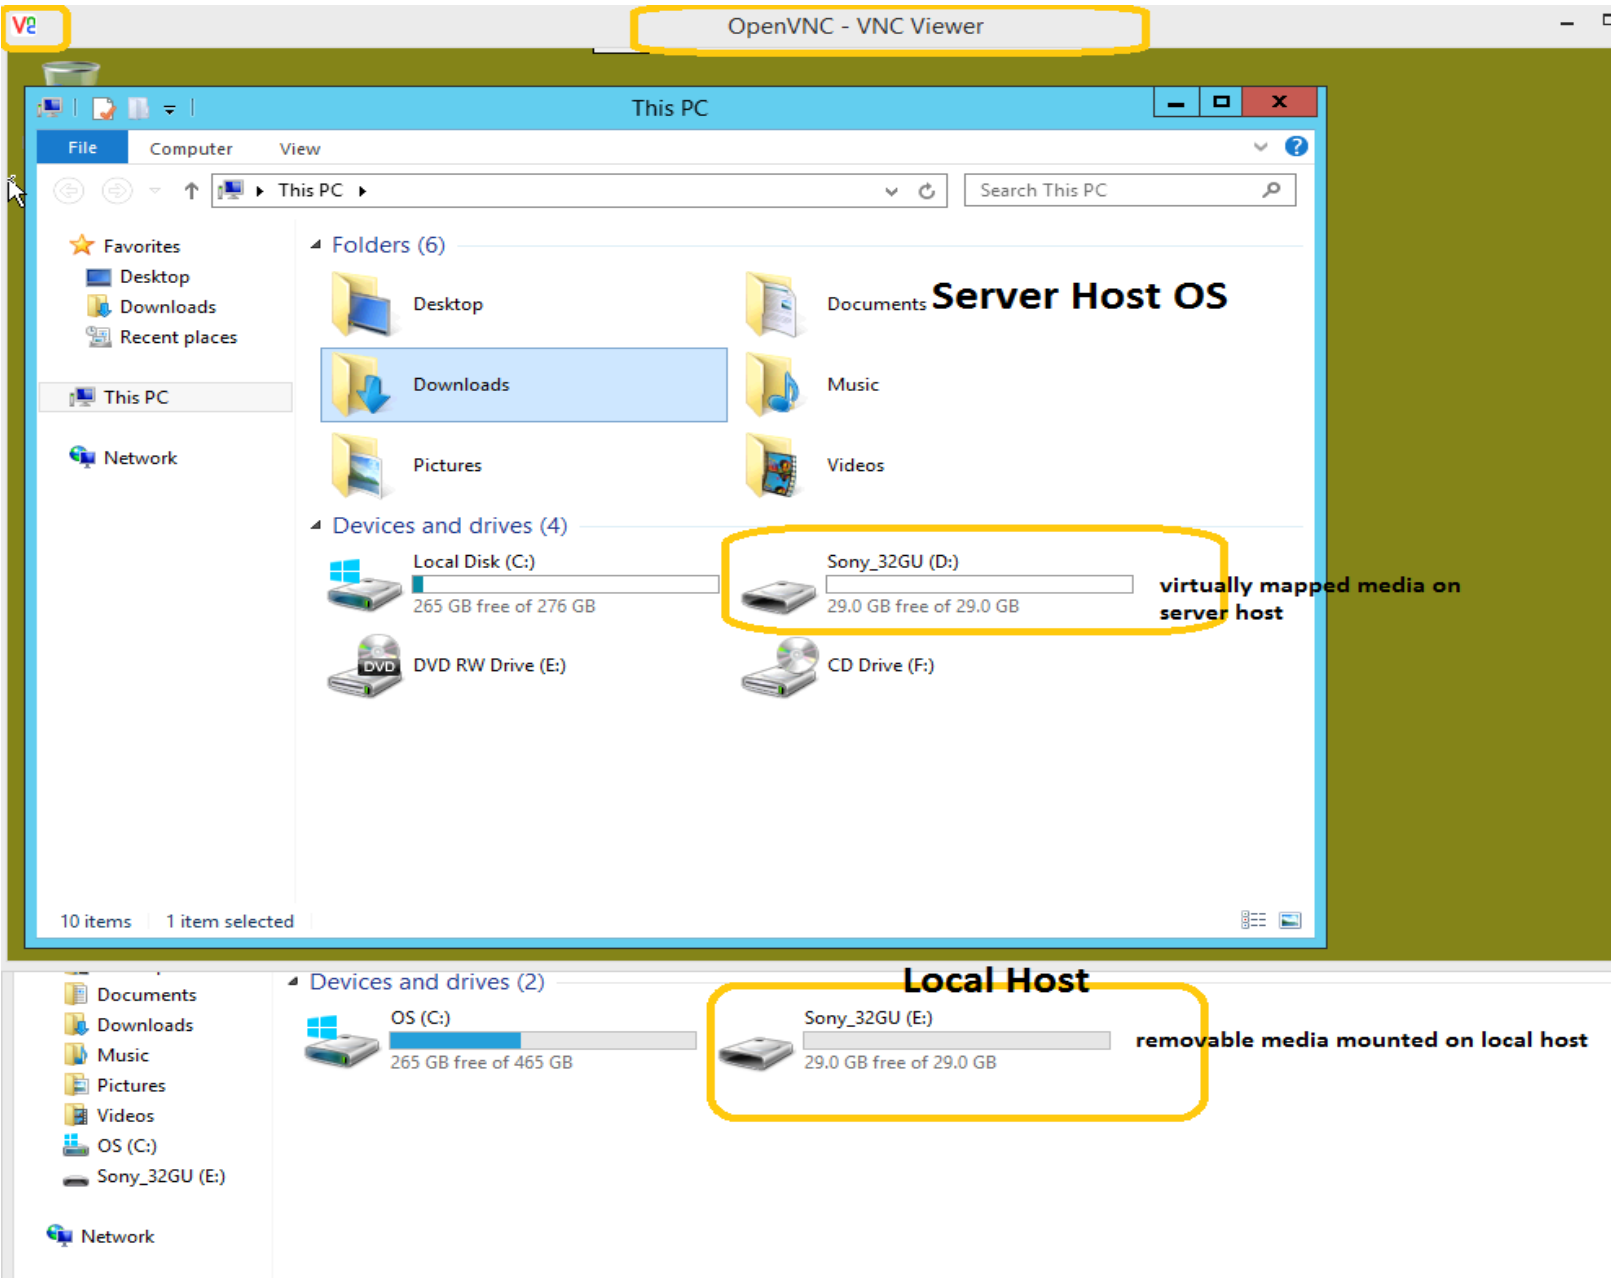 V2 OpenVNC - VNC Viewer
This PC
File Computer View
This PC Search This PC
Favorites
Desktop
Downloads
Recent places
This PC
Network
Folders (6)
Desktop
Documents
Server Host OS
Downloads
Music
Pictures
Videos
Devices and drives (4)
Local Disk (C:)
265 GB free of 276 GB
Sony_32GU (D:)
29.0 GB free of 29.0 GB
virtually mapped media on
server host
DVD
DVD RW Drive (E:)
CD Drive (F:)
10 items 1 item selected
Local Host
Documents
Downloads
Music
Pictures
Videos
OS (C:)
Sony_32GU (E:)
Network
Devices and drives (2)
OS (C:)
265 GB free of 465 GB
Sony_32GU (E:)
29.0 GB free of 29.0 GB
removable media mounted on local host